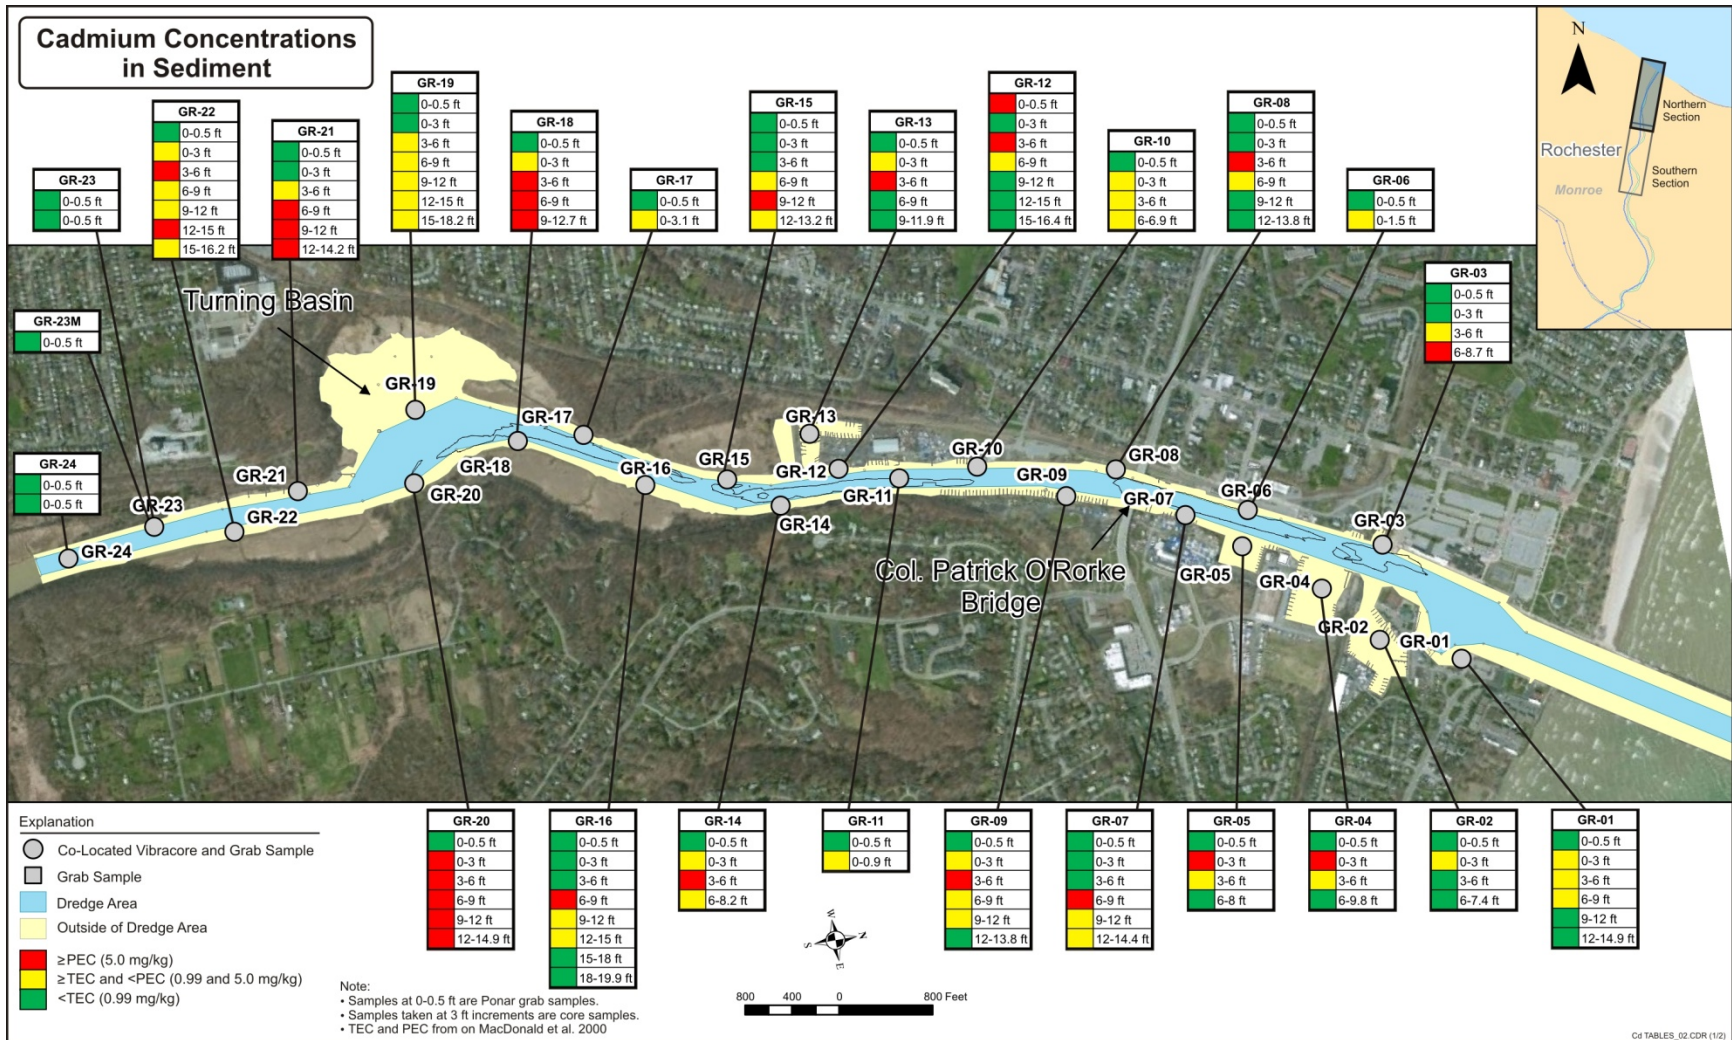 Cadmium Concentrations
in Sediment
GR-23
0-0.5 ft
0-0.5 ft
GR-22
0-0.5 ft
0-3 ft
3-6 ft
6-9 ft
9-12 ft
12-15 ft
15-16.2 ft
GR-21
0-0.5 ft
0-3 ft
3-6 ft
6-9 ft
9-12 ft
12-14.2 ft
GR-19
0-0.5 ft
0-3 ft
3-6 ft
6-9 ft
9-12 ft
12-15 ft
15-18.2 ft
GR-18
0-0.5 ft
0-3 ft
3-6 ft
6-9 ft
9-12.7 ft
GR-17
0-0.5 ft
0-3.1 ft
GR-15
0-0.5 ft
0-3 ft
3-6 ft
6-9 ft
9-12 ft
12-13.2 ft
GR-13
0-0.5 ft
0-3 ft
3-6 ft
6-9 ft
9-11.9 ft
GR-12
0-0.5 ft
0-3 ft
3-6 ft
6-9 ft
9-12 ft
12-15 ft
15-16.4 ft
GR-10
0-0.5 ft
0-3 ft
3-6 ft
6-6.9 ft
GR-08
0-0.5 ft
0-3 ft
3-6 ft
6-9 ft
9-12 ft
12-13.8 ft
GR-06
0-0.5 ft
0-1.5 ft
GR-03
0-0.5 ft
0-3 ft
3-6 ft
6-8.7 ft
N
Northern
Section
Rochester
Monroe
Southern
Section
GR-23M
0-0.5 ft
GR-24
0-0.5 ft
0-0.5 ft
Turning Basin
GR-19
GR-17
GR-13
GR-18
GR-16
GR-15
GR-12
GR-10
GR-08
GR-21
GR-20
GR-11
GR-09
GR-07
GR-06
GR-23
GR-22
GR-14
GR-03
GR-24
GR-05
GR-04
Col. Patrick O'Rorke
Bridge
GR-02
GR-01
GR-20
0-0.5 ft
0-3 ft
3-6 ft
6-9 ft
9-12 ft
12-14.9 ft
GR-16
0-0.5 ft
0-3 ft
3-6 ft
6-9 ft
9-12 ft
12-15 ft
15-18 ft
18-19.9 ft
GR-14
0-0.5 ft
0-3 ft
3-6 ft
6-8.2 ft
GR-11
0-0.5 ft
0-0.9 ft
GR-09
0-0.5 ft
0-3 ft
3-6 ft
6-9 ft
9-12 ft
12-13.8 ft
GR-07
0-0.5 ft
0-3 ft
3-6 ft
6-9 ft
9-12 ft
12-14.4 ft
GR-05
0-0.5 ft
0-3 ft
3-6 ft
6-8 ft
GR-04
0-0.5 ft
0-3 ft
3-6 ft
6-9.8 ft
GR-02
0-0.5 ft
0-3 ft
3-6 ft
6-7.4 ft
GR-01
0-0.5 ft
0-3 ft
3-6 ft
6-9 ft
9-12 ft
12-14.9 ft
Explanation
Co-Located Vibracore and Grab Sample
Grab Sample
Dredge Area
Outside of Dredge Area
≥PEC (5.0 mg/kg)
≥TEC and <PEC (0.99 and 5.0 mg/kg)
<TEC (0.99 mg/kg)
Note:
• Samples at 0-0.5 ft are Ponar grab samples.
• Samples taken at 3 ft increments are core samples.
• TEC and PEC from on MacDonald et al. 2000
W
N
S
E
800 400 0 800 Feet
Cd TABLES_02.CDR (1/2)